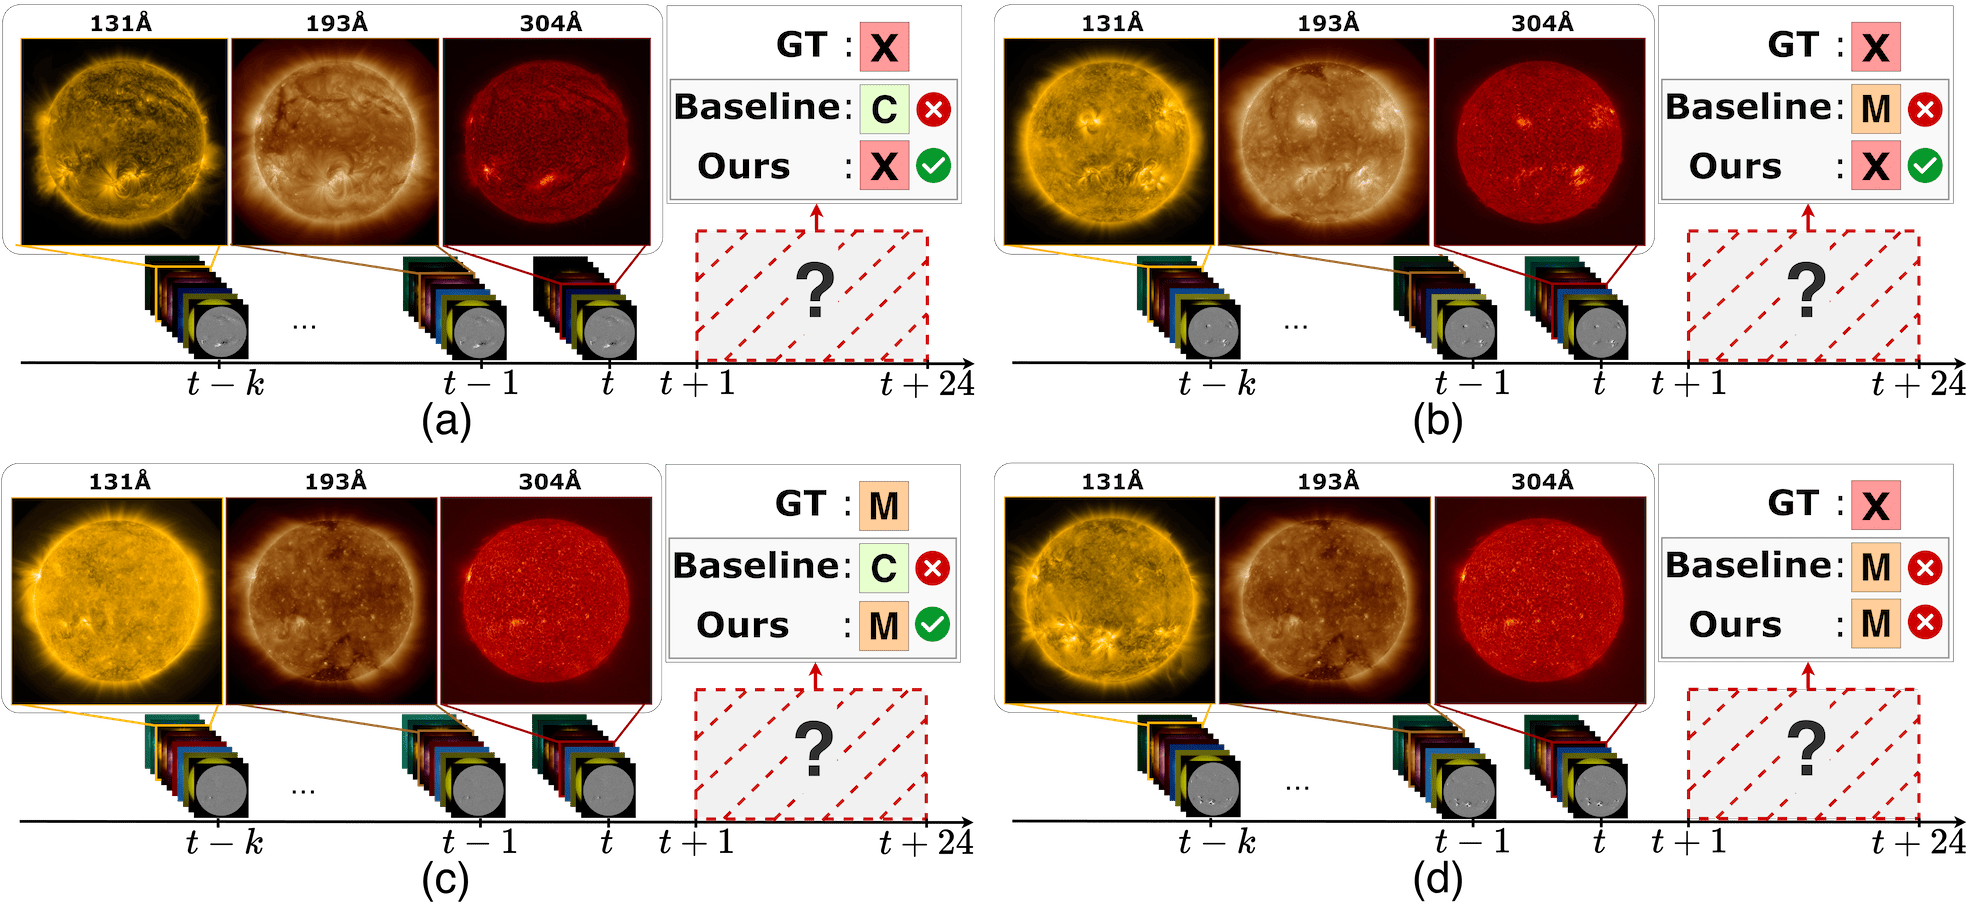 131Å 193Å 304Å
GT : X
Baseline: C
Ours : X
?
...
t − k t − 1 t t + 1 t + 24
(a)
131Å 193Å 304Å
GT : X
Baseline: M
Ours : X
?
...
t − k t − 1 t t + 1 t + 24
(b)
131Å 193Å 304Å
GT : M
Baseline: C
Ours : M
?
...
t − k t − 1 t t + 1 t + 24
(c)
131Å 193Å 304Å
GT : X
Baseline: M
Ours : M
?
...
t − k t − 1 t t + 1 t + 24
(d)